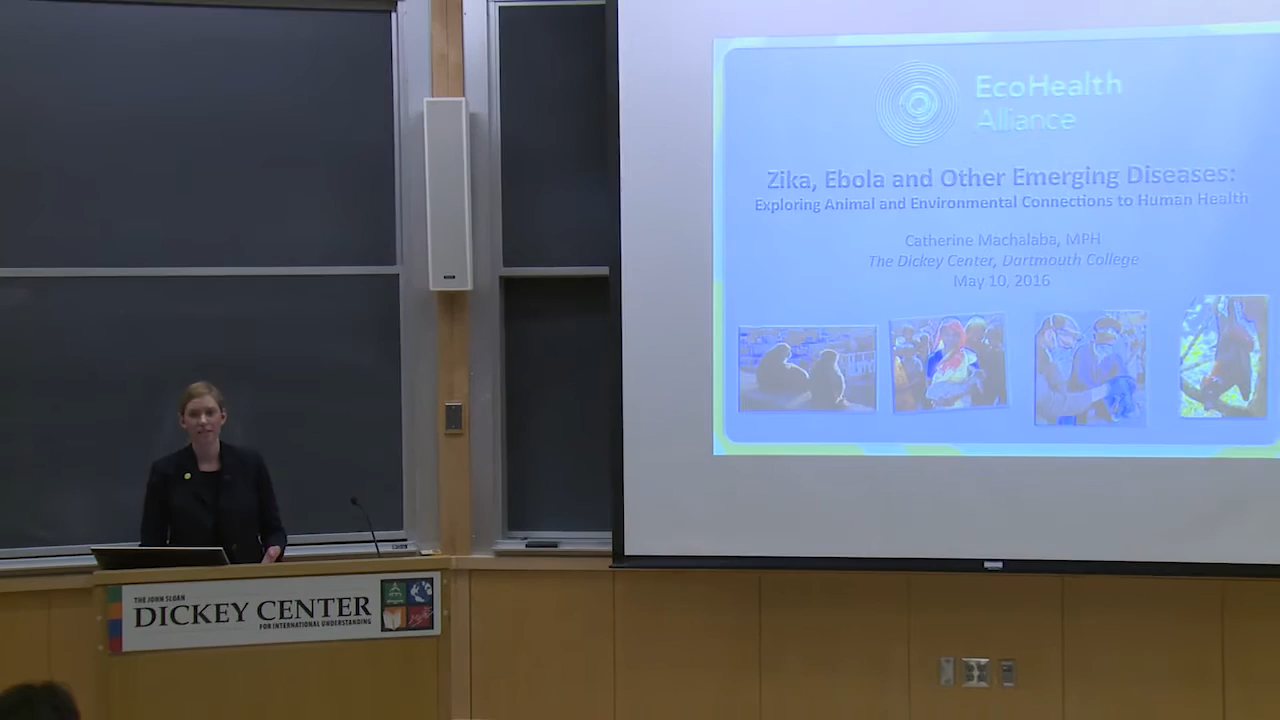 EcoHealth
Alliance
Zika, Ebola and Other Emerging Diseases:
Exploring Animal and Environmental Connections to Human Health
Catherine Machalaba, MPH
The Dickey Center, Dartmouth College
May 10, 2016
THE JOHN SLOAN
DICKEY CENTER
FOR INTERNATIONAL UNDERSTANDING